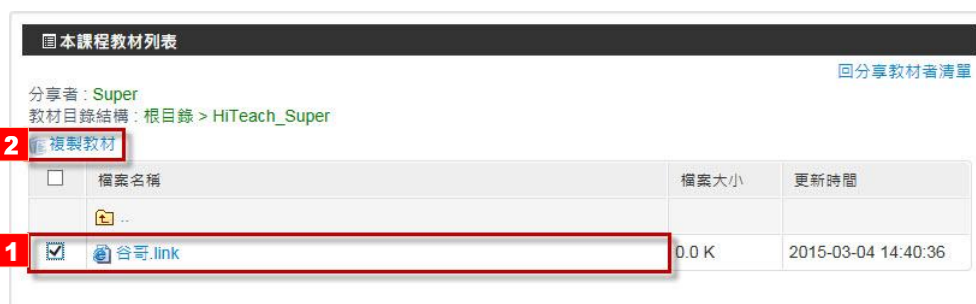 本課程教材列表
回分享教材者清單
分享者 : Super
教材目錄結構 : 根目錄 > HiTeach_Super
2 複製教材
檔案名稱 檔案大小 更新時間
..
1 谷哥.link 0.0 K 2015-03-04 14:40:36